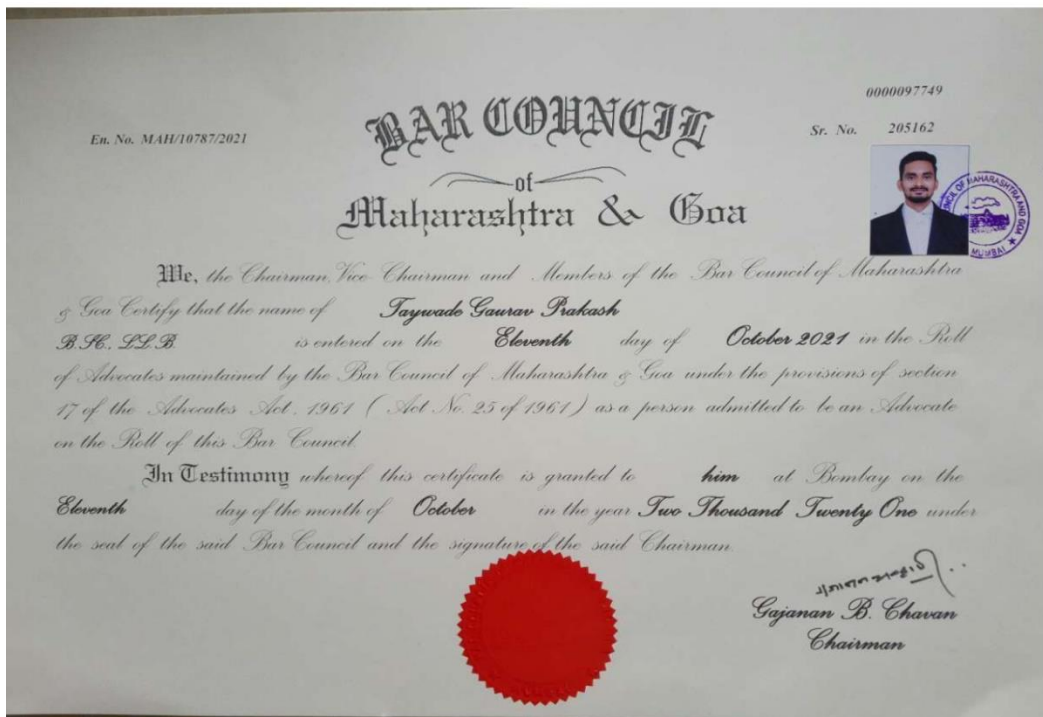 0000097749
En. No. MAH/10787/2021
Sr. No. 205162
BAR COUNCIL
of
Maharashtra & Goa
We, the Chairman, Vice-Chairman and Members of the Bar Council of Maharashtra
& Goa Certify that the name of Taywade Gaurav Prakash
B.SC., LL.B. is entered on the Eleventh day of October 2021 in the Roll
of Advocates maintained by the Bar Council of Maharashtra & Goa under the provisions of section
17 of the Advocates Act, 1961 ( Act No. 25 of 1961 ) as a person admitted to be an Advocate
on the Roll of this Bar Council.
In Testimony whereof this certificate is granted to him at Bombay on the
Eleventh day of the month of October in the year Two Thousand Twenty One under
the seal of the said Bar Council and the signature of the said Chairman.
Gajanan B. Chavan
Chairman
COUNCIL OF MAHARASHTRA AND GOA
MUMBAI